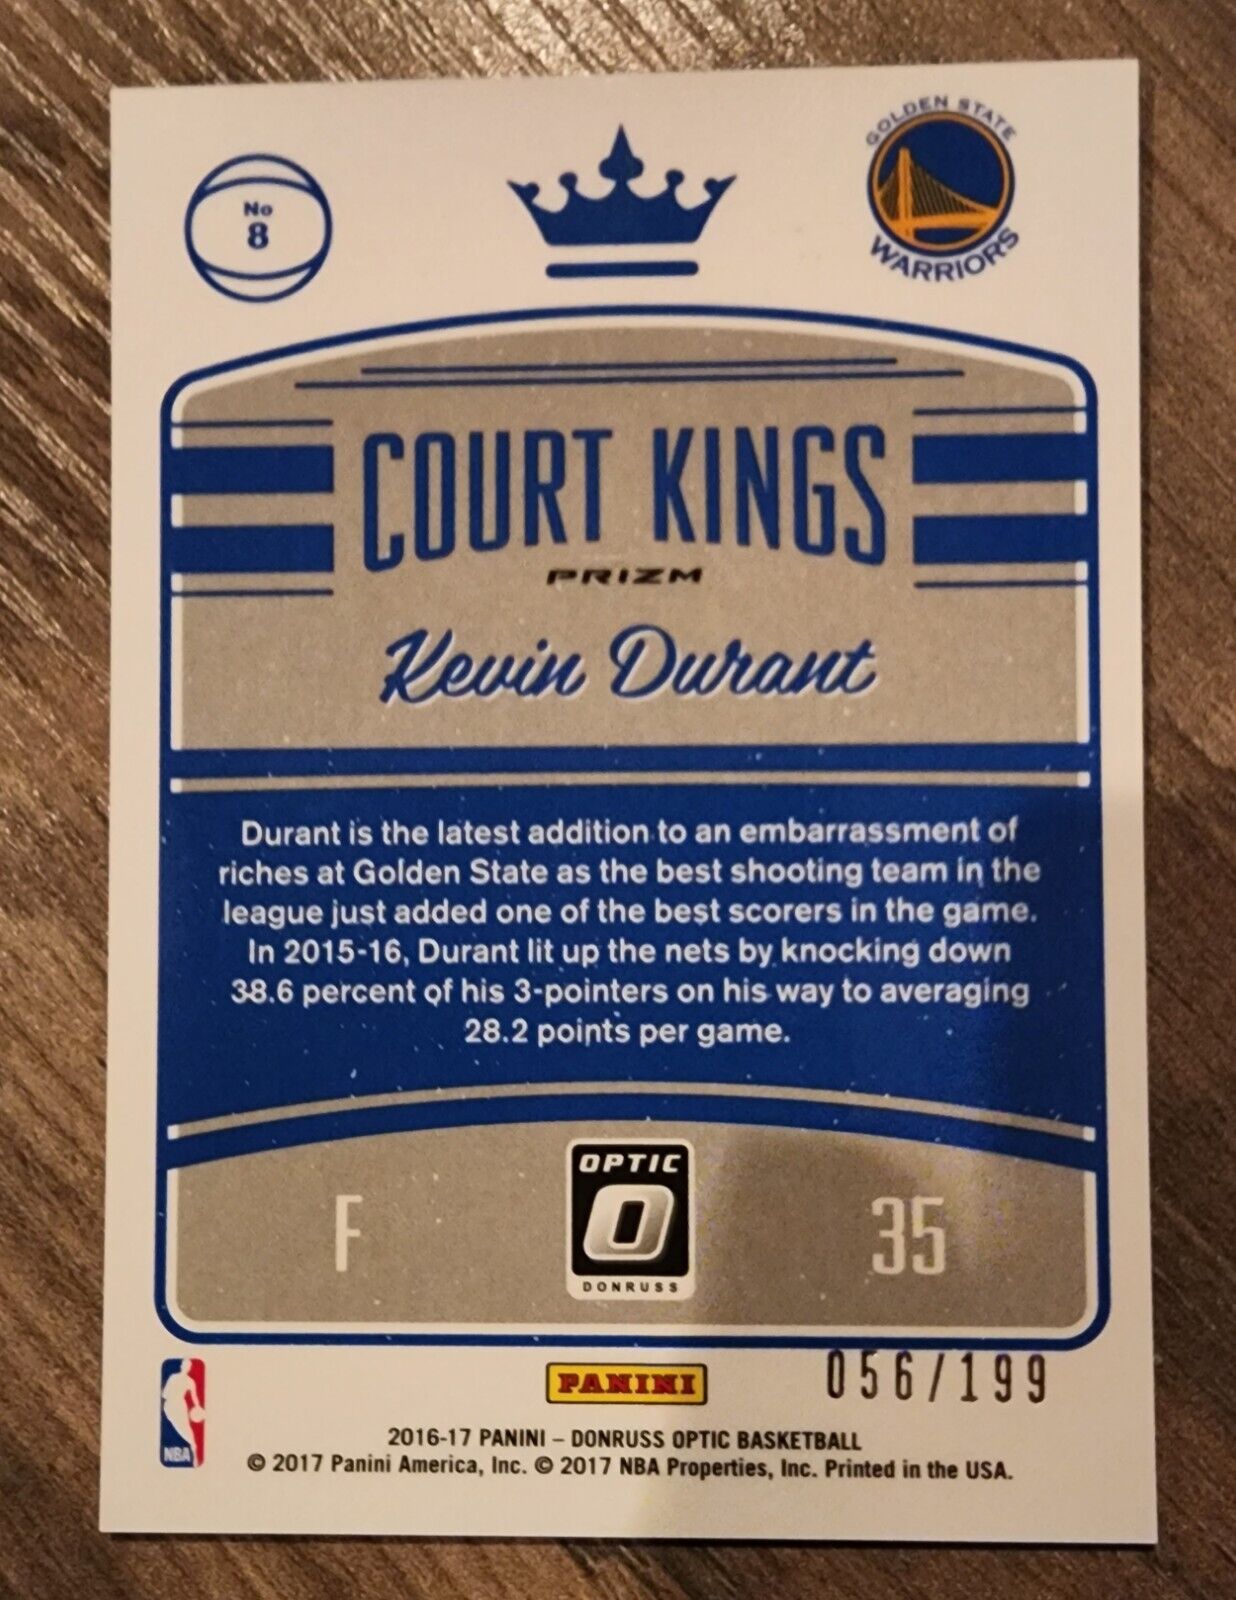 No
8
GOLDEN STATE
WARRIORS
COURT KINGS
PRIZM
Kevin Durant
Durant is the latest addition to an embarrassment of
riches at Golden State as the best shooting team in the
league just added one of the best scorers in the game.
In 2015-16, Durant lit up the nets by knocking down
38.6 percent of his 3-pointers on his way to averaging
28.2 points per game.
F
OPTIC
O
DONRUSS
35
NBA
PANINI
056/199
2016-17 PANINI – DONRUSS OPTIC BASKETBALL
© 2017 Panini America, Inc. © 2017 NBA Properties, Inc. Printed in the USA.